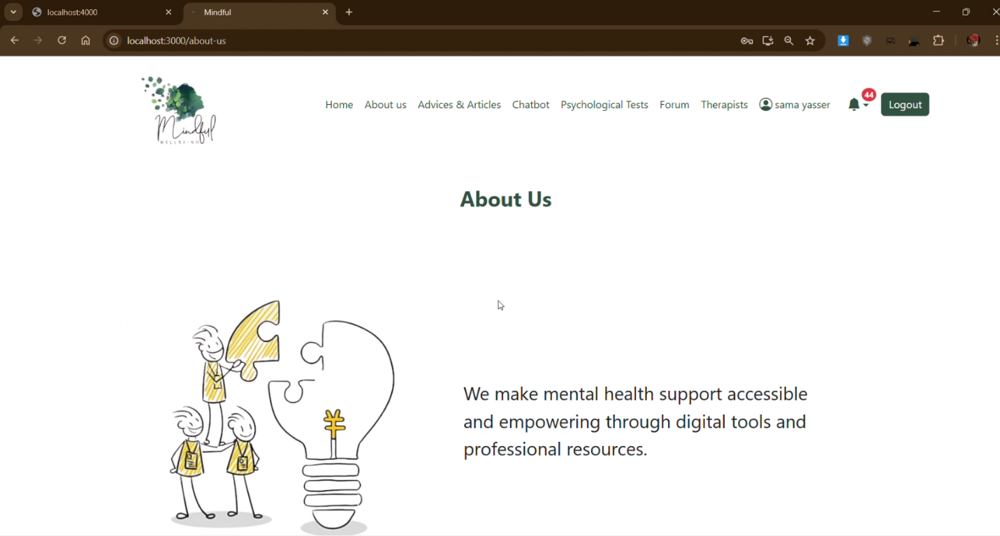 localhost:4000
Mindful
localhost:3000/about-us
Mindful
WELLBEING
Home About us Advices & Articles Chatbot Psychological Tests Forum Therapists sama yasser 44 Logout
About Us
We make mental health support accessible
and empowering through digital tools and
professional resources.